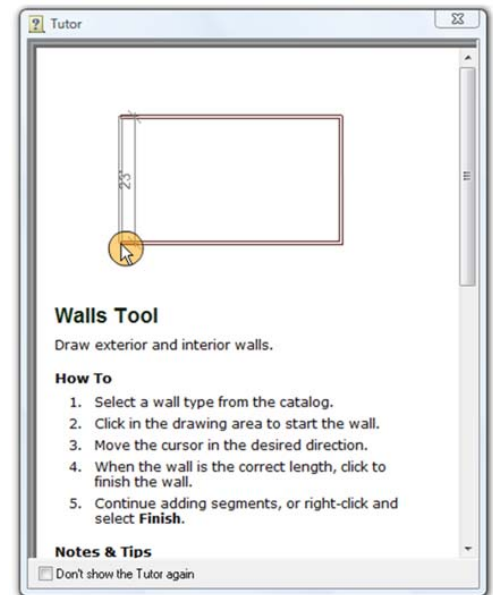 Tutor
23'
Walls Tool
Draw exterior and interior walls.
How To
1. Select a wall type from the catalog.
2. Click in the drawing area to start the wall.
3. Move the cursor in the desired direction.
4. When the wall is the correct length, click to
finish the wall.
5. Continue adding segments, or right-click and
select Finish.
Notes & Tips
Don't show the Tutor again